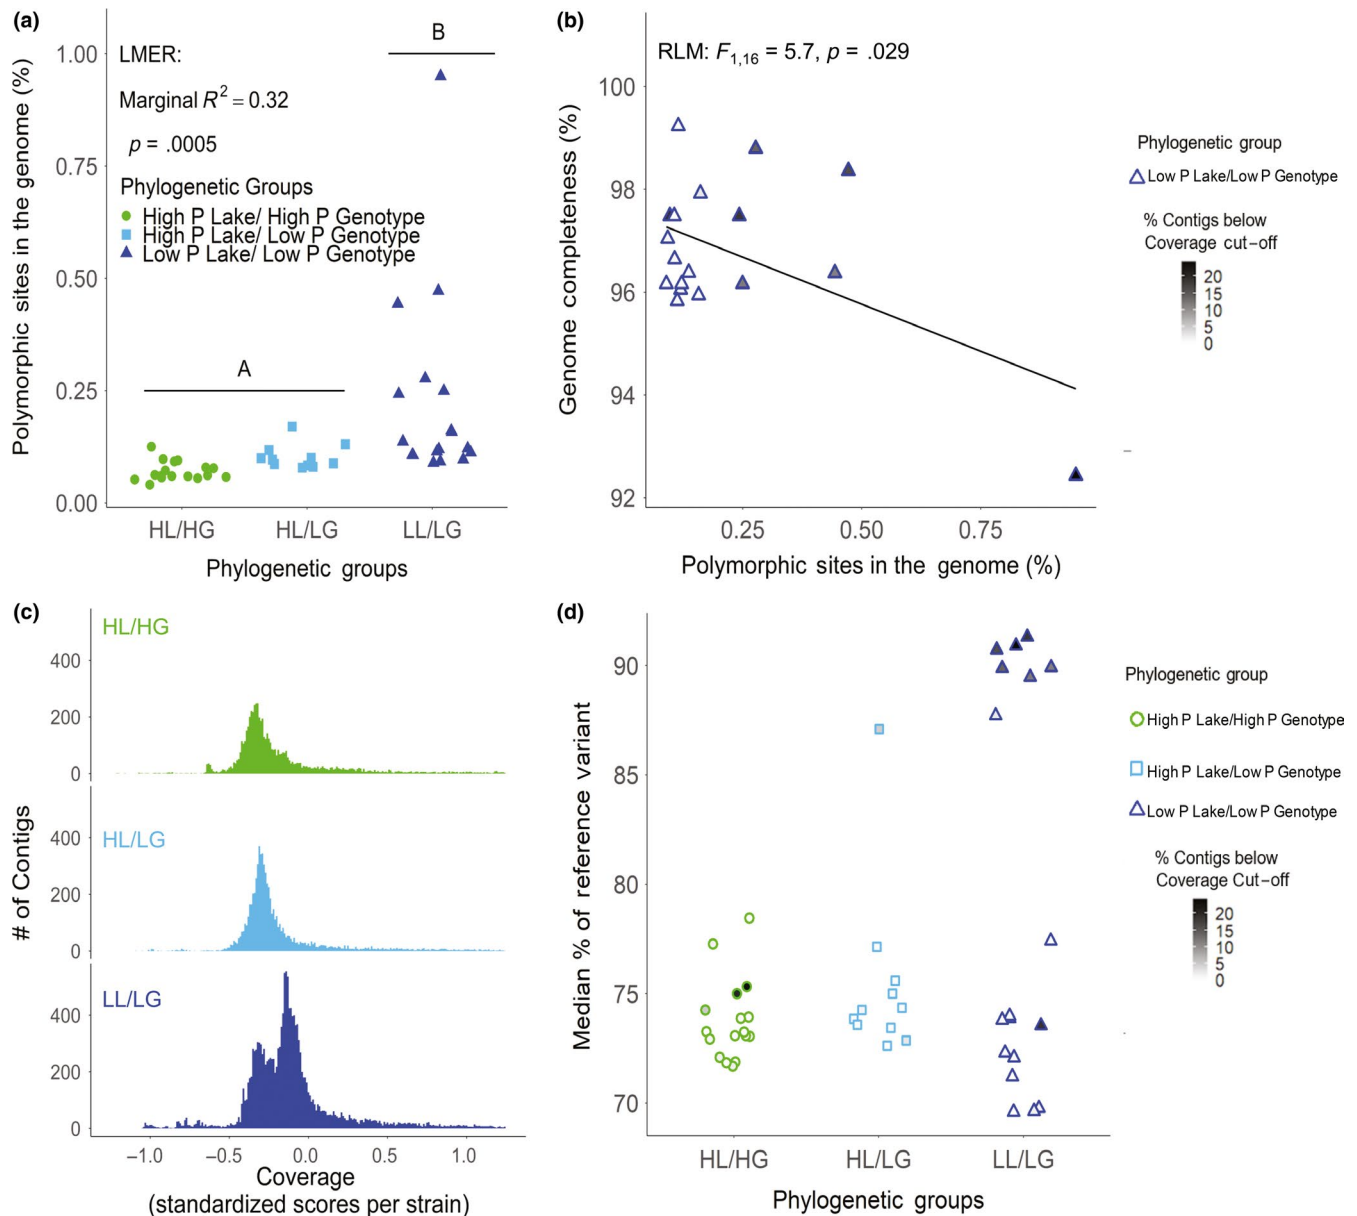 (a)
B
1.00
LMER:
Marginal R² = 0.32
p = .0005
0.75
Phylogenetic Groups
High P Lake/ High P Genotype
High P Lake/ Low P Genotype
Low P Lake/ Low P Genotype
0.50
A
0.25
0.00
Polymorphic sites in the genome (%)
HL/HG HL/LG LL/LG
Phylogenetic groups
(b)
RLM: F1,16 = 5.7, p = .029
100
98
96
94
92
Genome completeness (%)
0.25 0.50 0.75
Polymorphic sites in the genome (%)
Phylogenetic group
Low P Lake/Low P Genotype
% Contigs below
Coverage cut-off
20
15
10
5
0
(c)
HL/HG
400
200
0
HL/LG
400
200
0
LL/LG
400
200
0
# of Contigs
-1.0 -0.5 0.0 0.5 1.0
Coverage
(standardized scores per strain)
(d)
90
85
80
75
70
Median % of reference variant
HL/HG HL/LG LL/LG
Phylogenetic groups
Phylogenetic group
High P Lake/High P Genotype
High P Lake/Low P Genotype
Low P Lake/Low P Genotype
% Contigs below
Coverage Cut-off
20
15
10
5
0